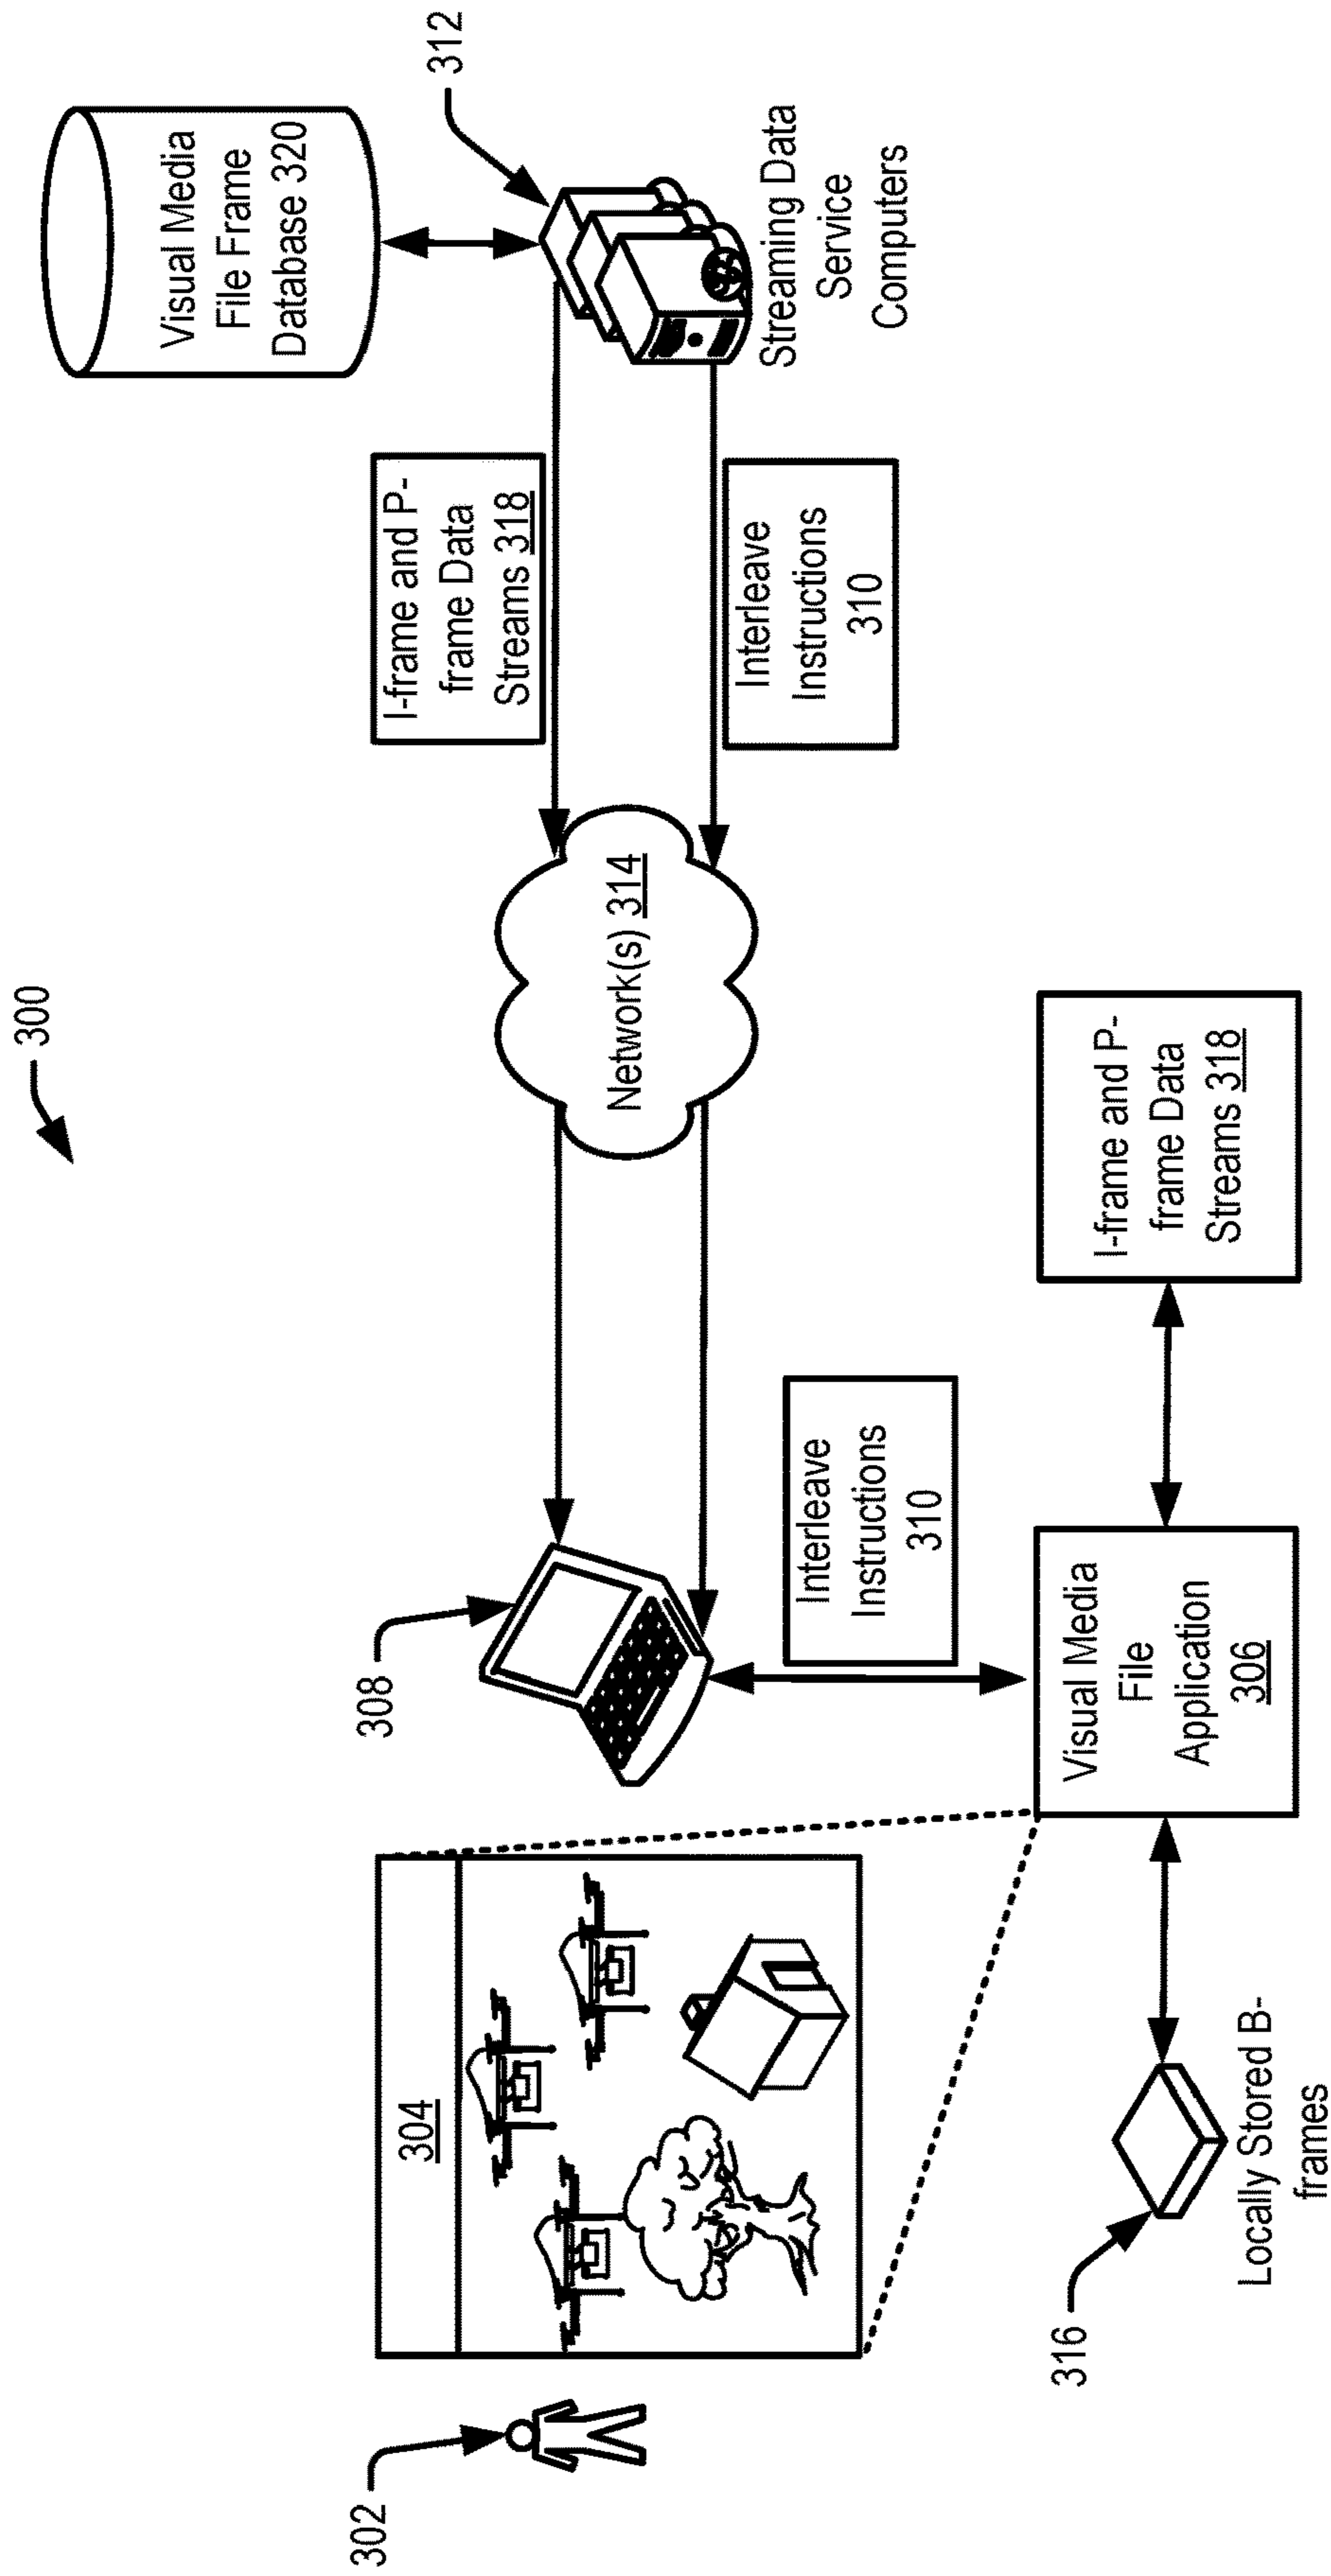 300
Visual Media
File Frame
Database 320
312
Streaming Data
Service
Computers
I-frame and P-
frame Data
Streams 318
Interleave
Instructions
310
Network(s) 314
308
Interleave
Instructions
310
302
304
Visual Media
File
Application
306
I-frame and P-
frame Data
Streams 318
316
Locally Stored B-
frames